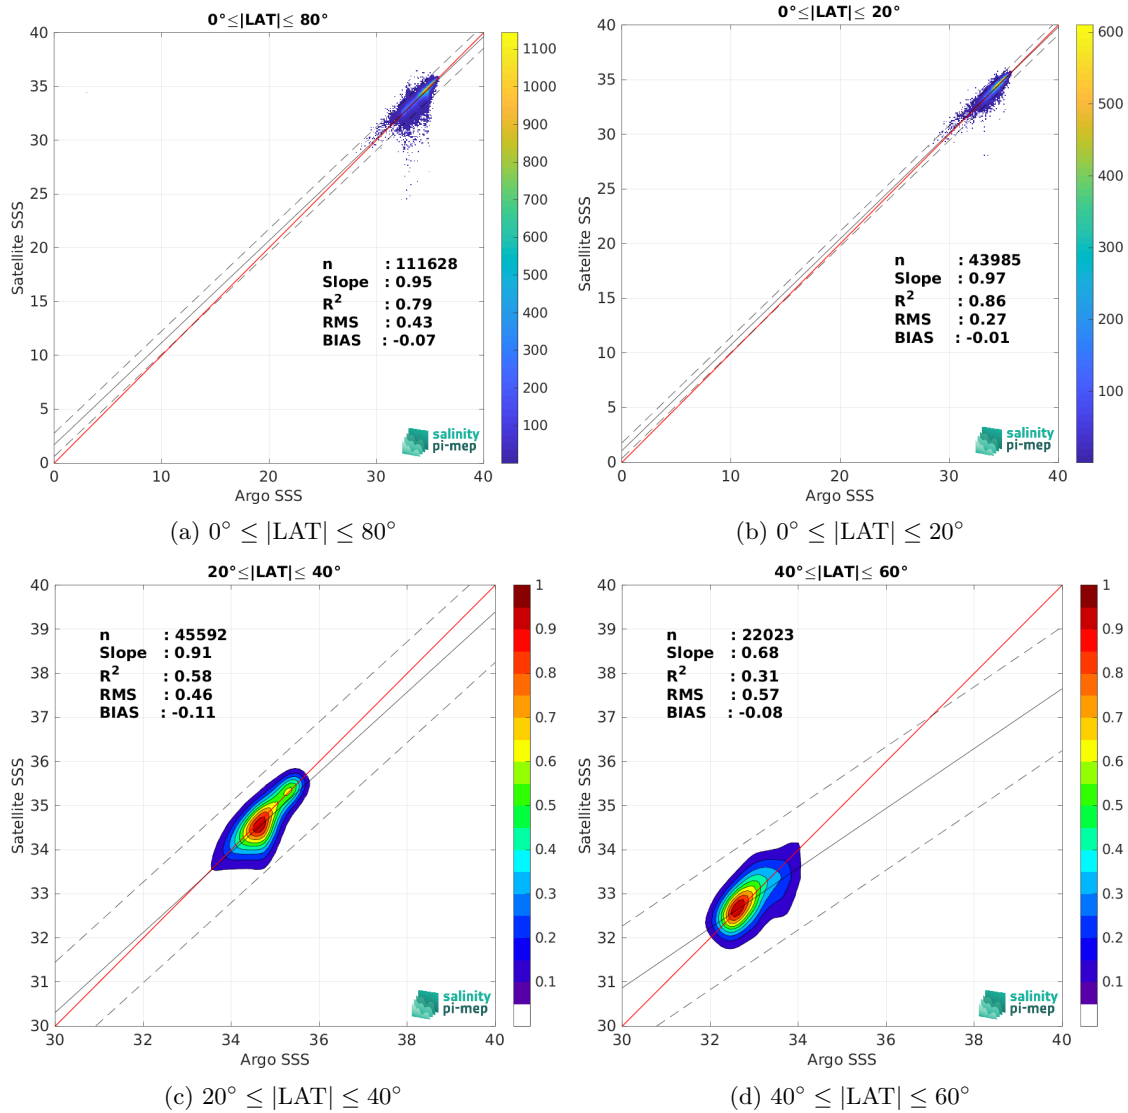 0°≤|LAT|≤ 80°
Satellite SSS
40
35
30
25
20
15
10
5
0
0
10
20
30
40
Argo SSS
n : 111628
Slope : 0.95
R² : 0.79
RMS : 0.43
BIAS : -0.07
salinity
pi-mep
1100
1000
900
800
700
600
500
400
300
200
100
(a) 0° ≤ |LAT| ≤ 80°
0°≤|LAT|≤ 20°
Satellite SSS
40
35
30
25
20
15
10
5
0
0
10
20
30
40
Argo SSS
n : 43985
Slope : 0.97
R² : 0.86
RMS : 0.27
BIAS : -0.01
salinity
pi-mep
600
500
400
300
200
100
(b) 0° ≤ |LAT| ≤ 20°
20°≤|LAT|≤ 40°
Satellite SSS
40
39
38
37
36
35
34
33
32
31
30
30
32
34
36
38
40
Argo SSS
n : 45592
Slope : 0.91
R² : 0.58
RMS : 0.46
BIAS : -0.11
salinity
pi-mep
1
0.9
0.8
0.7
0.6
0.5
0.4
0.3
0.2
0.1
(c) 20° ≤ |LAT| ≤ 40°
40°≤|LAT|≤ 60°
Satellite SSS
40
39
38
37
36
35
34
33
32
31
30
30
32
34
36
38
40
Argo SSS
n : 22023
Slope : 0.68
R² : 0.31
RMS : 0.57
BIAS : -0.08
salinity
pi-mep
1
0.9
0.8
0.7
0.6
0.5
0.4
0.3
0.2
0.1
(d) 40° ≤ |LAT| ≤ 60°